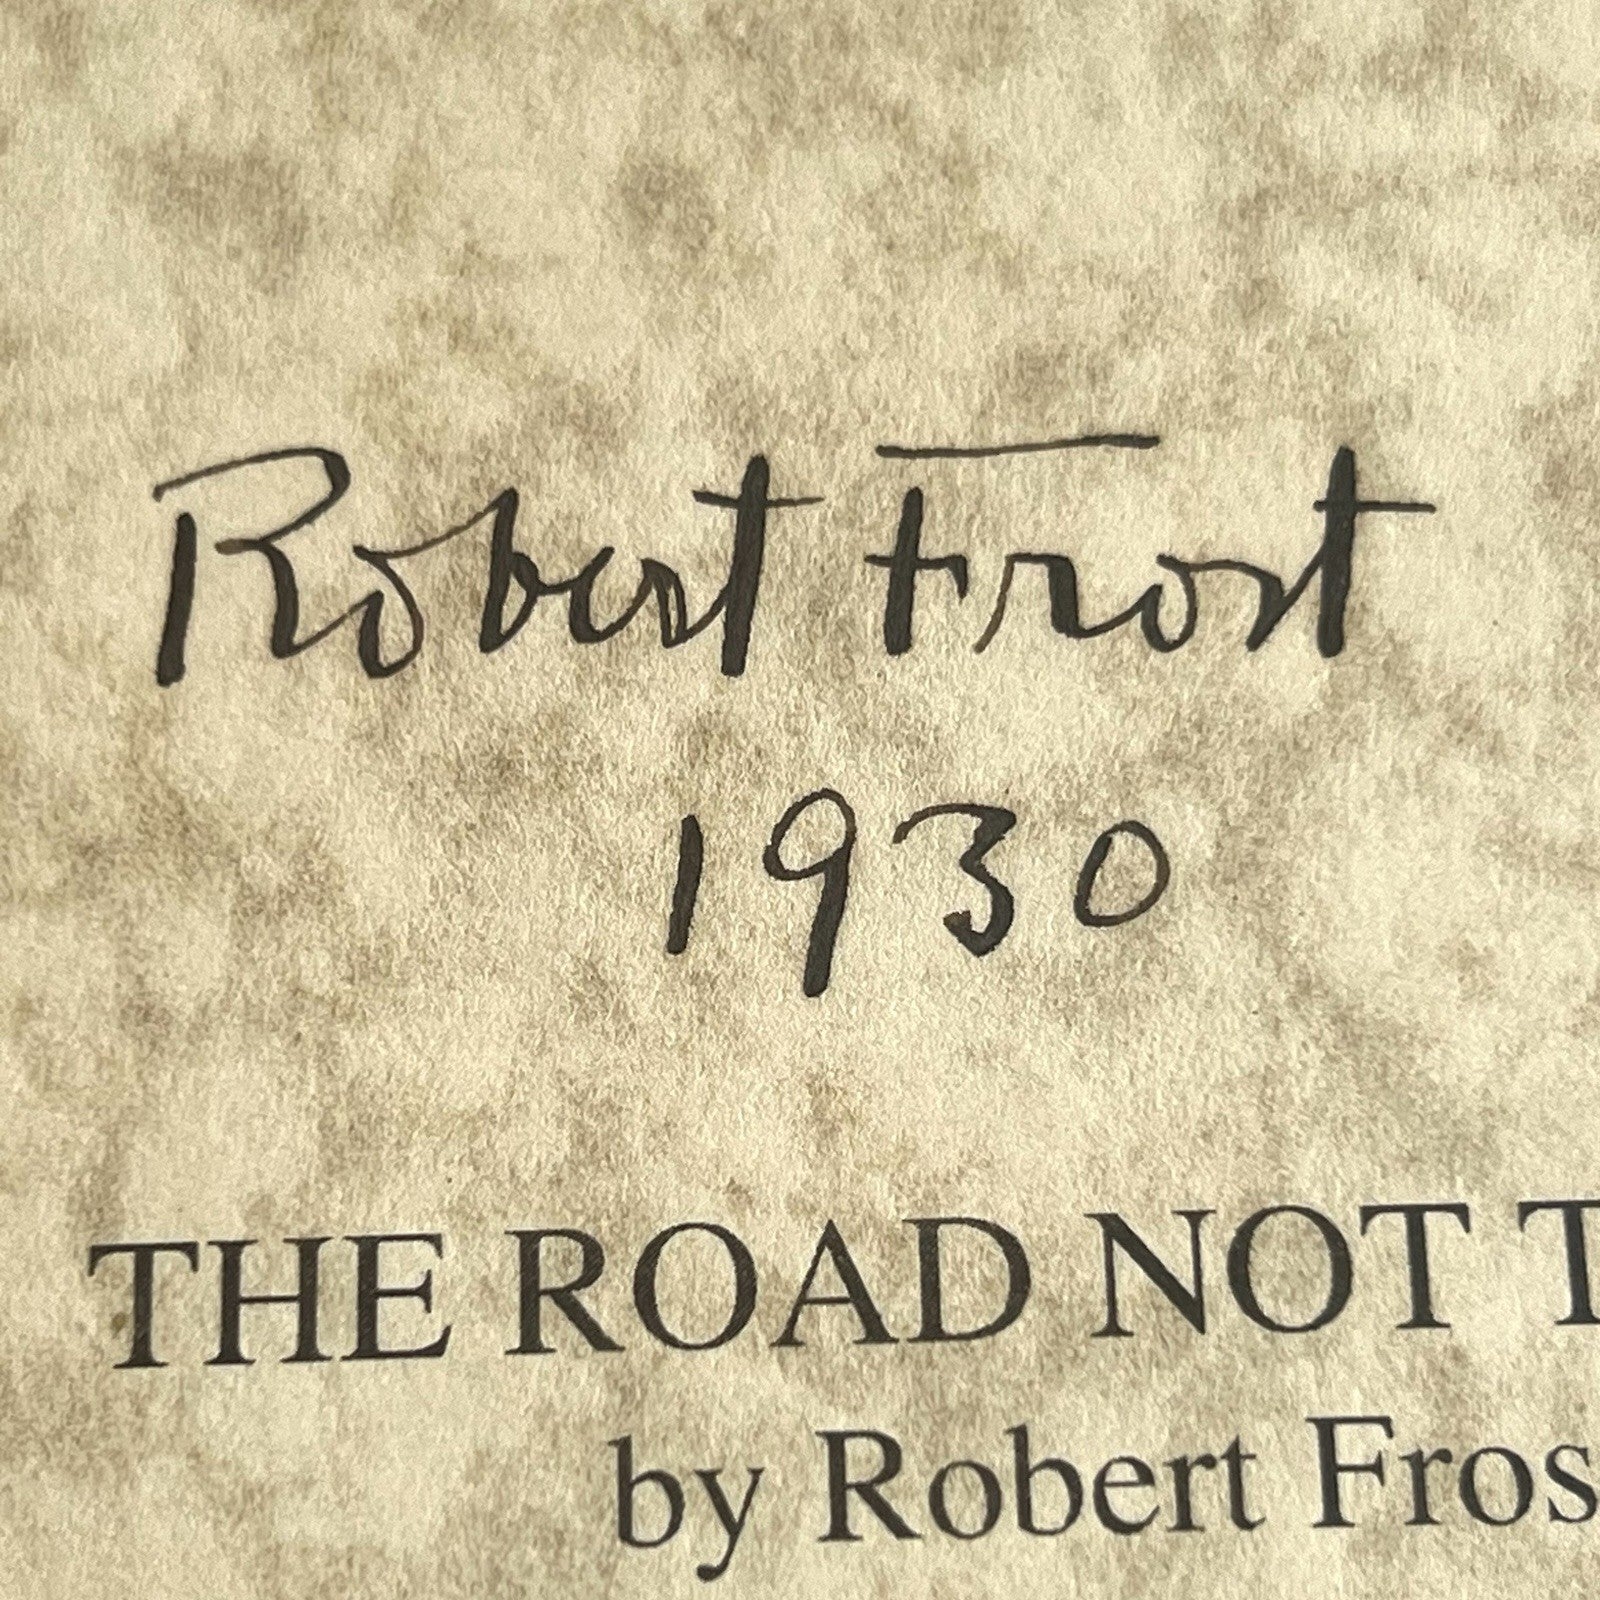 Robert Frost
1930
THE ROAD NOT T
by Robert Fros